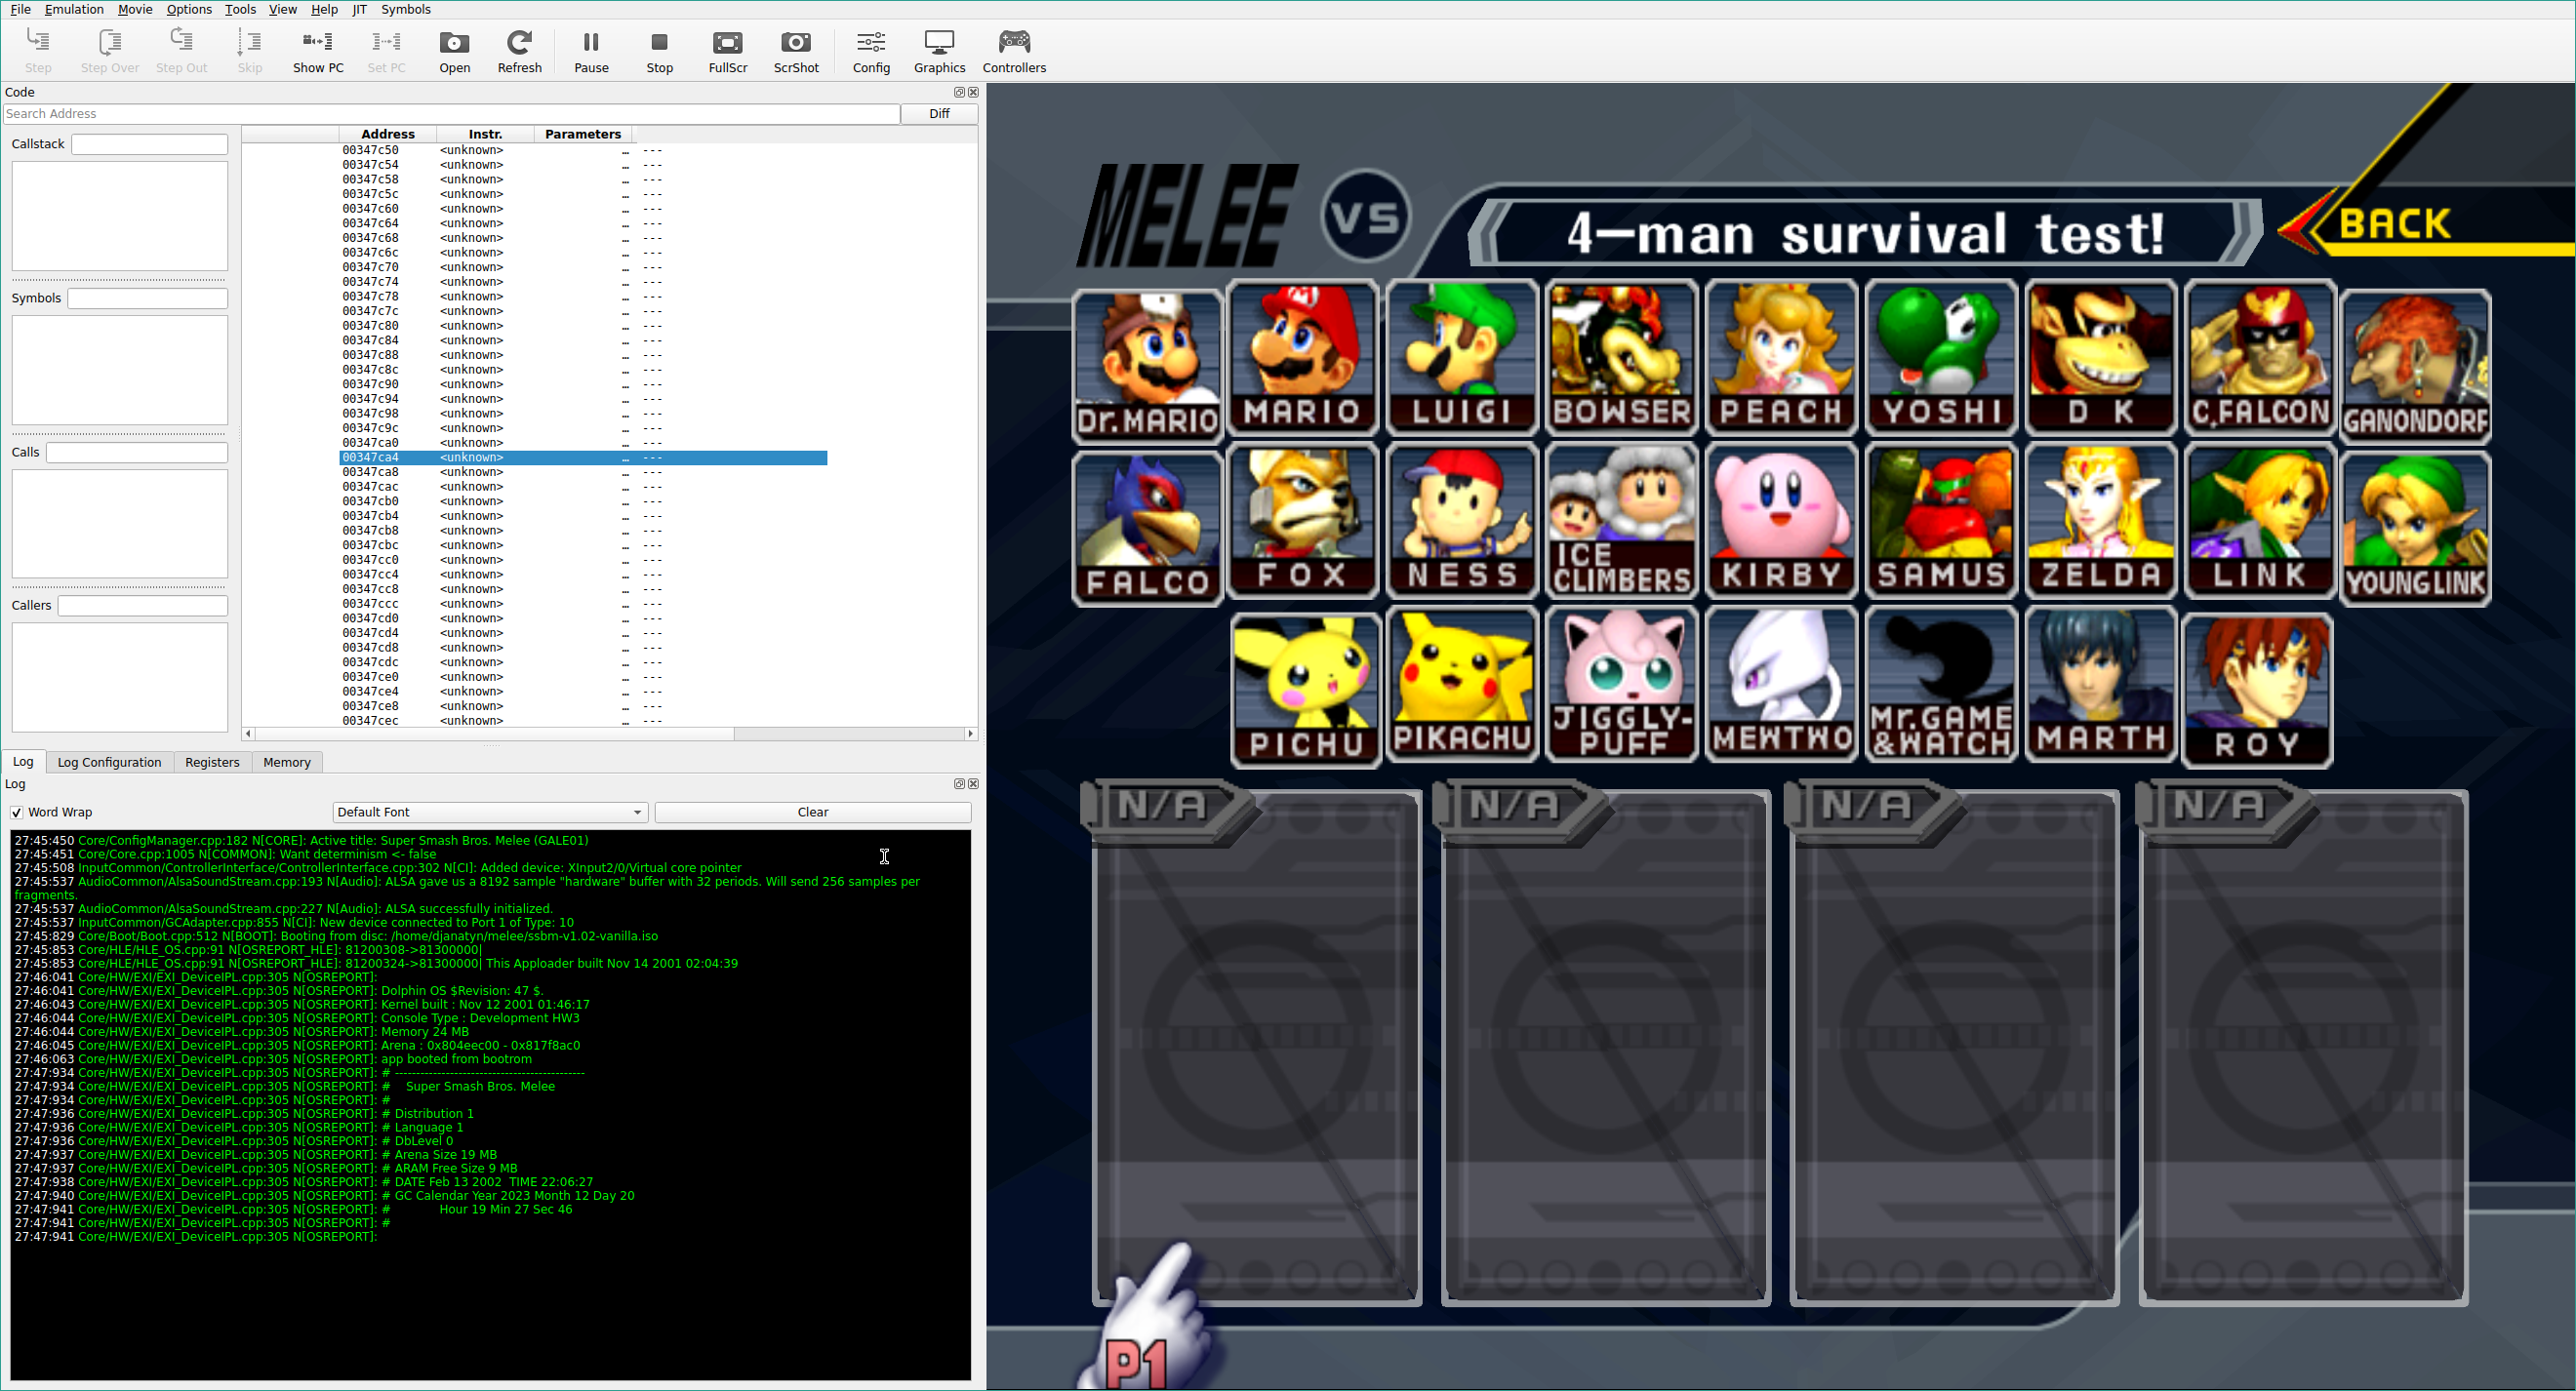 File Emulation Movie Options Tools View Help JIT Symbols
Step Step Over Step Out Skip Show PC Set PC Open Refresh Pause Stop FullScr ScrShot Config Graphics Controllers
Code
Search Address Diff
Callstack
Symbols
Calls
Callers
Address Instr. Parameters
00347c50 <unknown> … ---
00347c54 <unknown> … ---
00347c58 <unknown> … ---
00347c5c <unknown> … ---
00347c60 <unknown> … ---
00347c64 <unknown> … ---
00347c68 <unknown> … ---
00347c6c <unknown> … ---
00347c70 <unknown> … ---
00347c74 <unknown> … ---
00347c78 <unknown> … ---
00347c7c <unknown> … ---
00347c80 <unknown> … ---
00347c84 <unknown> … ---
00347c88 <unknown> … ---
00347c8c <unknown> … ---
00347c90 <unknown> … ---
00347c94 <unknown> … ---
00347c98 <unknown> … ---
00347c9c <unknown> … ---
00347ca0 <unknown> … ---
00347ca4 <unknown> … ---
00347ca8 <unknown> … ---
00347cac <unknown> … ---
00347cb0 <unknown> … ---
00347cb4 <unknown> … ---
00347cb8 <unknown> … ---
00347cbc <unknown> … ---
00347cc0 <unknown> … ---
00347cc4 <unknown> … ---
00347cc8 <unknown> … ---
00347ccc <unknown> … ---
00347cd0 <unknown> … ---
00347cd4 <unknown> … ---
00347cd8 <unknown> … ---
00347cdc <unknown> … ---
00347ce0 <unknown> … ---
00347ce4 <unknown> … ---
00347ce8 <unknown> … ---
00347cec <unknown> … ---
Log Log Configuration Registers Memory
Log
Word Wrap Default Font Clear
27:45:450 Core/ConfigManager.cpp:182 N[CORE]: Active title: Super Smash Bros. Melee (GALE01)
27:45:451 Core/Core.cpp:1005 N[COMMON]: Want determinism <- false
27:45:508 InputCommon/ControllerInterface/ControllerInterface.cpp:302 N[CI]: Added device: XInput2/0/Virtual core pointer
27:45:537 AudioCommon/AlsaSoundStream.cpp:193 N[Audio]: ALSA gave us a 8192 sample "hardware" buffer with 32 periods. Will send 256 samples per
fragments.
27:45:537 AudioCommon/AlsaSoundStream.cpp:227 N[Audio]: ALSA successfully initialized.
27:45:537 InputCommon/GCAdapter.cpp:855 N[CI]: New device connected to Port 1 of Type: 10
27:45:829 Core/Boot/Boot.cpp:512 N[BOOT]: Booting from disc: /home/djanatyn/melee/ssbm-v1.02-vanilla.iso
27:45:853 Core/HLE/HLE_OS.cpp:91 N[OSREPORT_HLE]: 81200308->81300000|
27:45:853 Core/HLE/HLE_OS.cpp:91 N[OSREPORT_HLE]: 81200324->81300000| This Apploader built Nov 14 2001 02:04:39
27:46:041 Core/HW/EXI/EXI_DeviceIPL.cpp:305 N[OSREPORT]:
27:46:041 Core/HW/EXI/EXI_DeviceIPL.cpp:305 N[OSREPORT]: Dolphin OS $Revision: 47 $.
27:46:043 Core/HW/EXI/EXI_DeviceIPL.cpp:305 N[OSREPORT]: Kernel built : Nov 12 2001 01:46:17
27:46:044 Core/HW/EXI/EXI_DeviceIPL.cpp:305 N[OSREPORT]: Console Type : Development HW3
27:46:044 Core/HW/EXI/EXI_DeviceIPL.cpp:305 N[OSREPORT]: Memory 24 MB
27:46:045 Core/HW/EXI/EXI_DeviceIPL.cpp:305 N[OSREPORT]: Arena : 0x804eec00 - 0x817f8ac0
27:46:063 Core/HW/EXI/EXI_DeviceIPL.cpp:305 N[OSREPORT]: app booted from bootrom
27:47:934 Core/HW/EXI/EXI_DeviceIPL.cpp:305 N[OSREPORT]: # ---------------------------------------------
27:47:934 Core/HW/EXI/EXI_DeviceIPL.cpp:305 N[OSREPORT]: #    Super Smash Bros. Melee
27:47:934 Core/HW/EXI/EXI_DeviceIPL.cpp:305 N[OSREPORT]: #
27:47:936 Core/HW/EXI/EXI_DeviceIPL.cpp:305 N[OSREPORT]: # Distribution 1
27:47:936 Core/HW/EXI/EXI_DeviceIPL.cpp:305 N[OSREPORT]: # Language 1
27:47:936 Core/HW/EXI/EXI_DeviceIPL.cpp:305 N[OSREPORT]: # DbLevel 0
27:47:937 Core/HW/EXI/EXI_DeviceIPL.cpp:305 N[OSREPORT]: # Arena Size 19 MB
27:47:937 Core/HW/EXI/EXI_DeviceIPL.cpp:305 N[OSREPORT]: # ARAM Free Size 9 MB
27:47:938 Core/HW/EXI/EXI_DeviceIPL.cpp:305 N[OSREPORT]: # DATE Feb 13 2002  TIME 22:06:27
27:47:940 Core/HW/EXI/EXI_DeviceIPL.cpp:305 N[OSREPORT]: # GC Calendar Year 2023 Month 12 Day 20
27:47:941 Core/HW/EXI/EXI_DeviceIPL.cpp:305 N[OSREPORT]: #             Hour 19 Min 27 Sec 46
27:47:941 Core/HW/EXI/EXI_DeviceIPL.cpp:305 N[OSREPORT]: #
27:47:941 Core/HW/EXI/EXI_DeviceIPL.cpp:305 N[OSREPORT]:
MELEE VS 4-man survival test! BACK
Dr.MARIO MARIO LUIGI BOWSER PEACH YOSHI D K C.FALCON GANONDORF
FALCO FOX NESS ICE CLIMBERS KIRBY SAMUS ZELDA LINK YOUNG LINK
PICHU PIKACHU JIGGLY-PUFF MEWTWO Mr.GAME &WATCH MARTH ROY
N/A N/A N/A N/A
P1